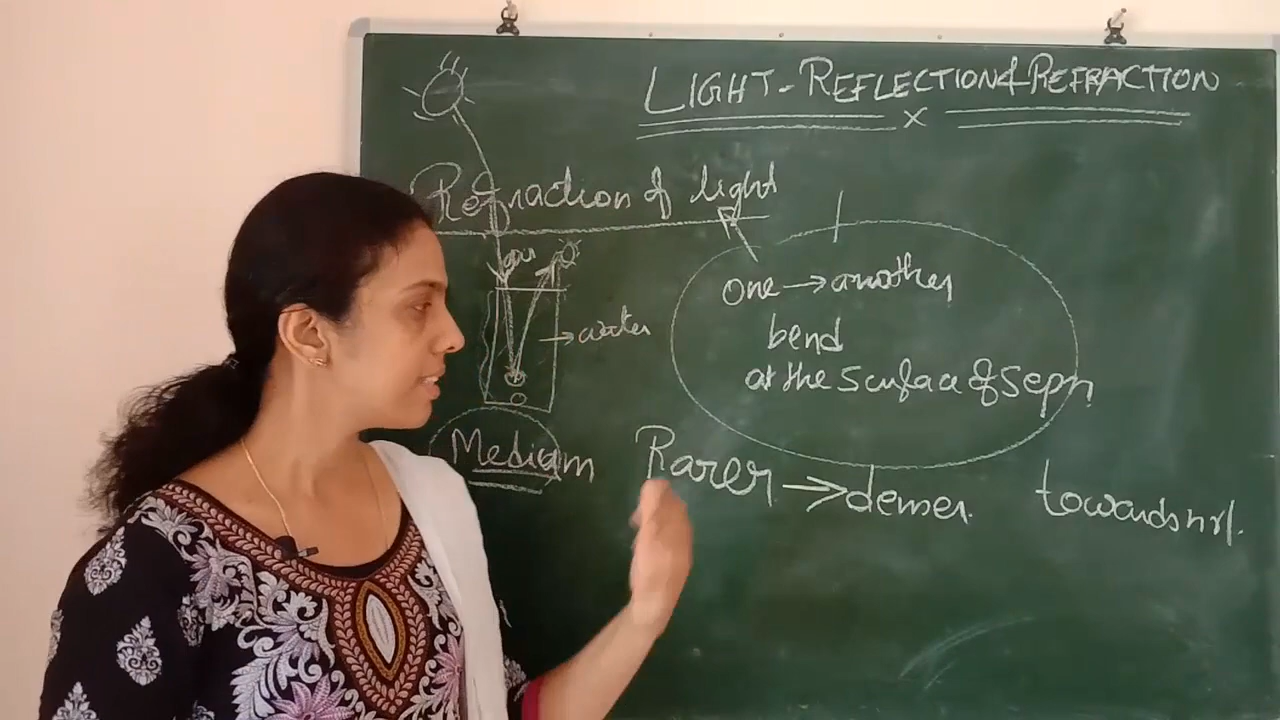 LIGHT-REFLECTION & REFRACTION
x
Refraction of light
one → another
bend
at the surface of Sepn
→ water
Medium
Rarer → denser
towards nrl.